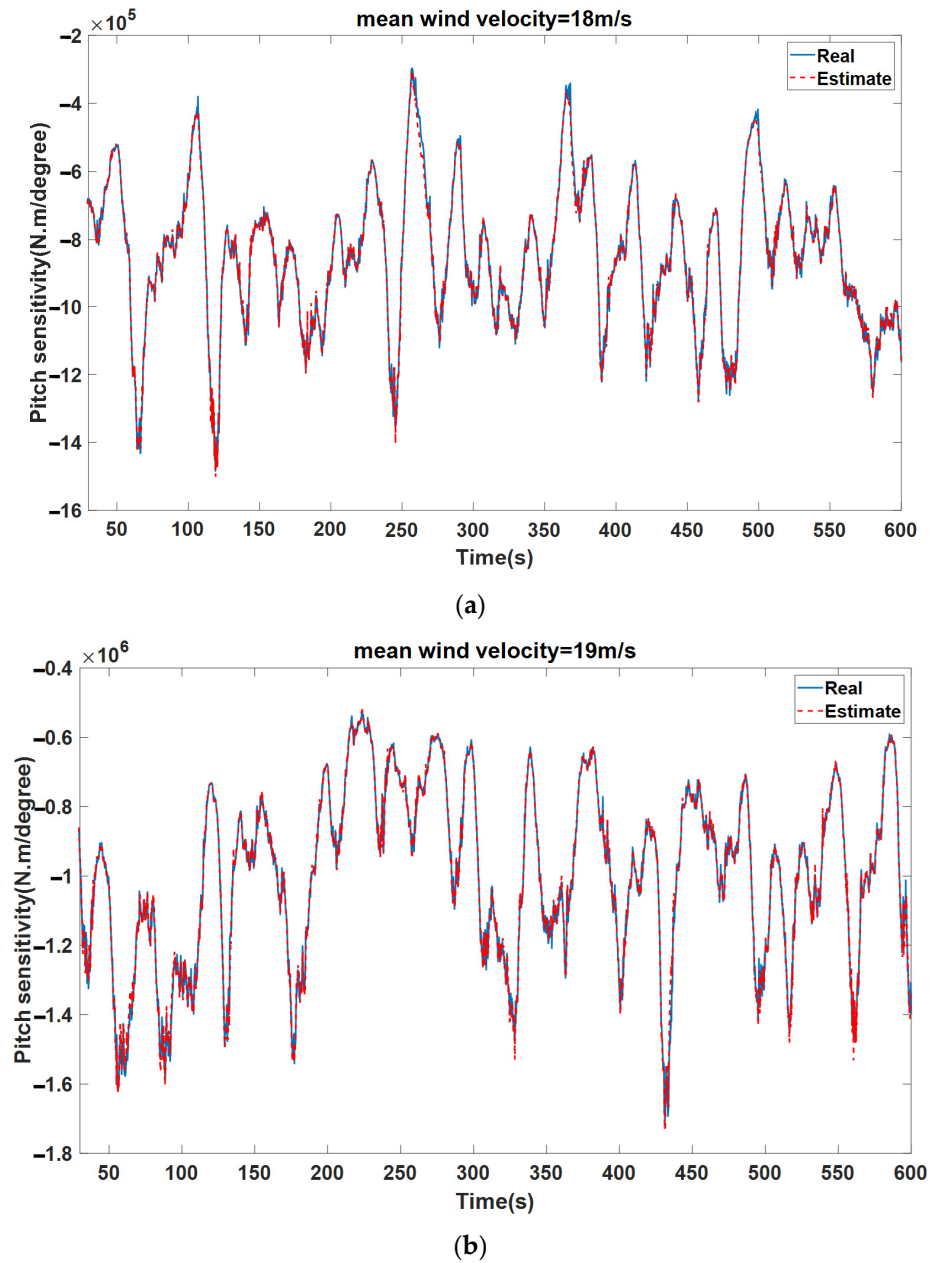 mean wind velocity=18m/s
×10⁵
Real
Estimate
−2
−4
−6
−8
−10
−12
−14
−16
Pitch sensitivity(N.m/degree)
50 100 150 200 250 300 350 400 450 500 550 600
Time(s)
(a)
mean wind velocity=19m/s
×10⁶
Real
Estimate
−0.4
−0.6
−0.8
−1
−1.2
−1.4
−1.6
−1.8
Pitch sensitivity(N.m/degree)
50 100 150 200 250 300 350 400 450 500 550 600
Time(s)
(b)